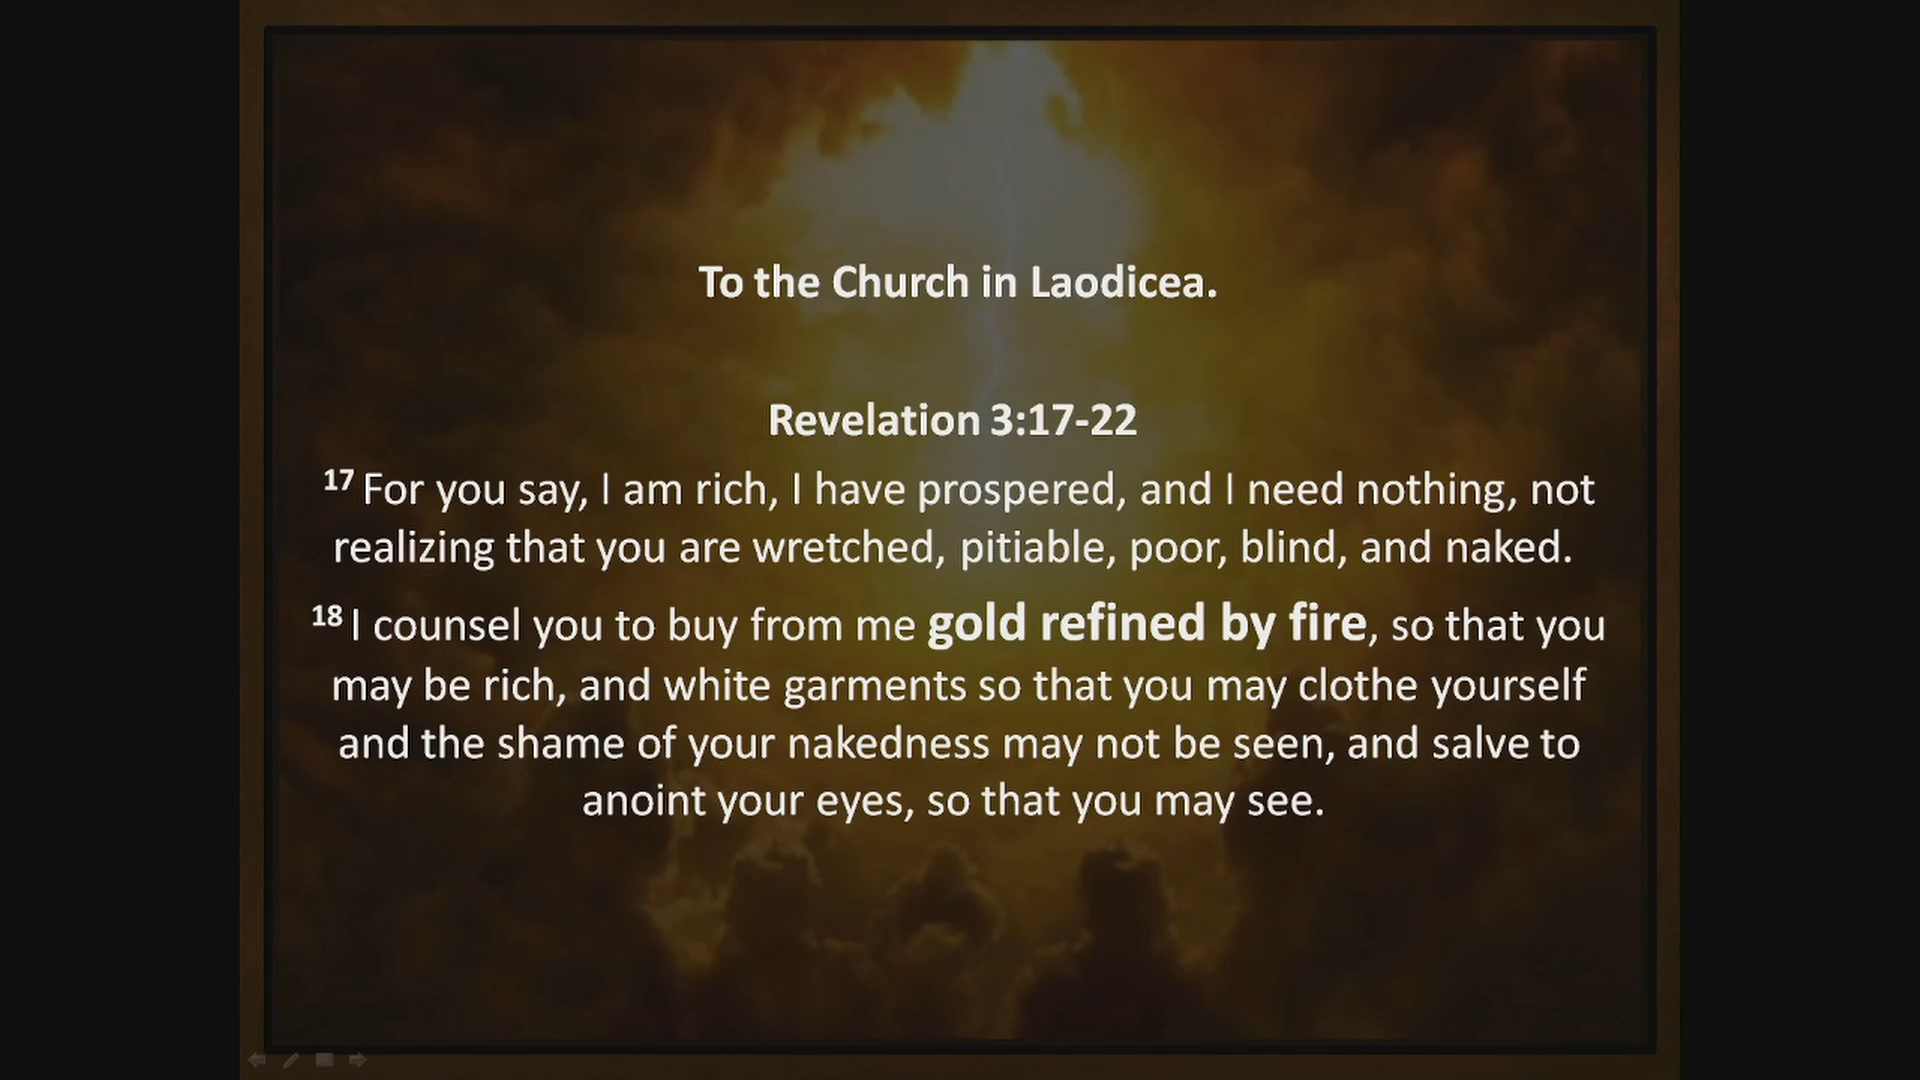 To the Church in Laodicea.
Revelation 3:17-22
17 For you say, I am rich, I have prospered, and I need nothing, not
realizing that you are wretched, pitiable, poor, blind, and naked.
18 I counsel you to buy from me gold refined by fire, so that you
may be rich, and white garments so that you may clothe yourself
and the shame of your nakedness may not be seen, and salve to
anoint your eyes, so that you may see.